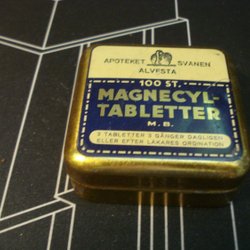 APOTEKET SVANEN
ALVESTA
100 ST.
MAGNECYL-
TABLETTER
M.B.
2 TABLETTER 3 GÅNGER DAGLIGEN
ELLER EFTER LÄKARES ORDINATION